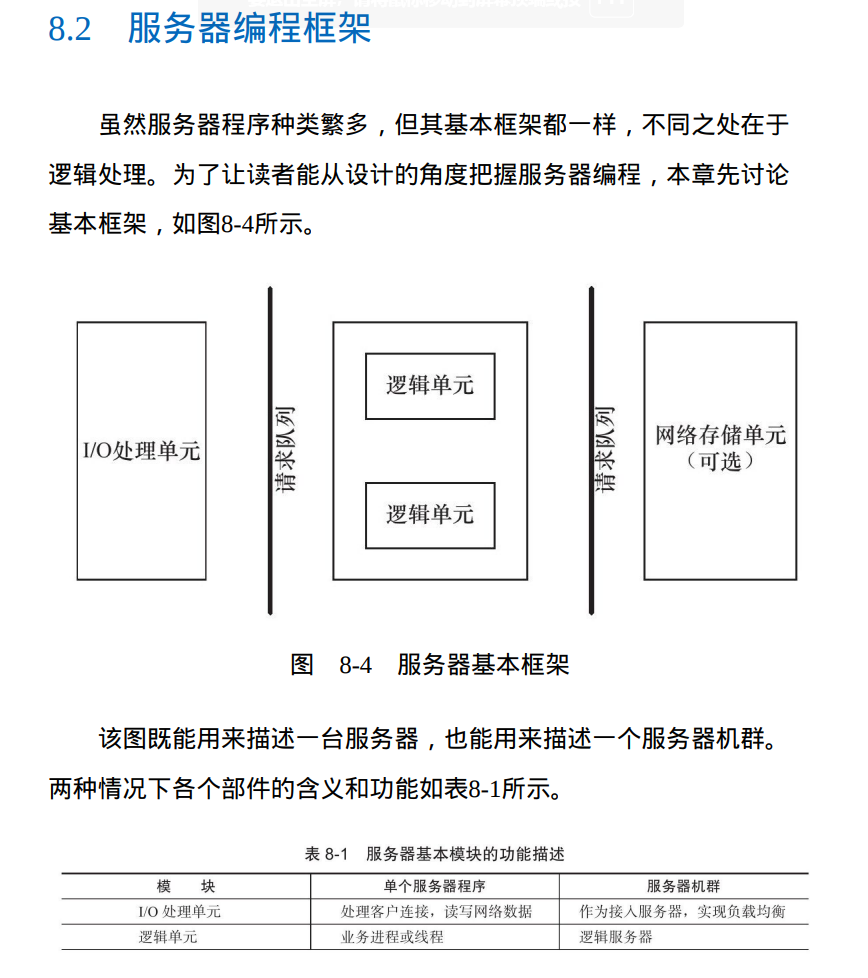 8.2 服务器编程框架
虽然服务器程序种类繁多，但其基本框架都一样，不同之处在于
逻辑处理。为了让读者能从设计的角度把握服务器编程，本章先讨论
基本框架，如图8-4所示。
I/O处理单元
请求队列
逻辑单元
逻辑单元
请求队列
网络存储单元
（可选）
图 8-4 服务器基本框架
该图既能用来描述一台服务器，也能用来描述一个服务器机群。
两种情况下各个部件的含义和功能如表8-1所示。
表 8-1 服务器基本模块的功能描述
模 块 单个服务器程序 服务器机群
I/O 处理单元 处理客户连接，读写网络数据 作为接入服务器，实现负载均衡
逻辑单元 业务进程或线程 逻辑服务器